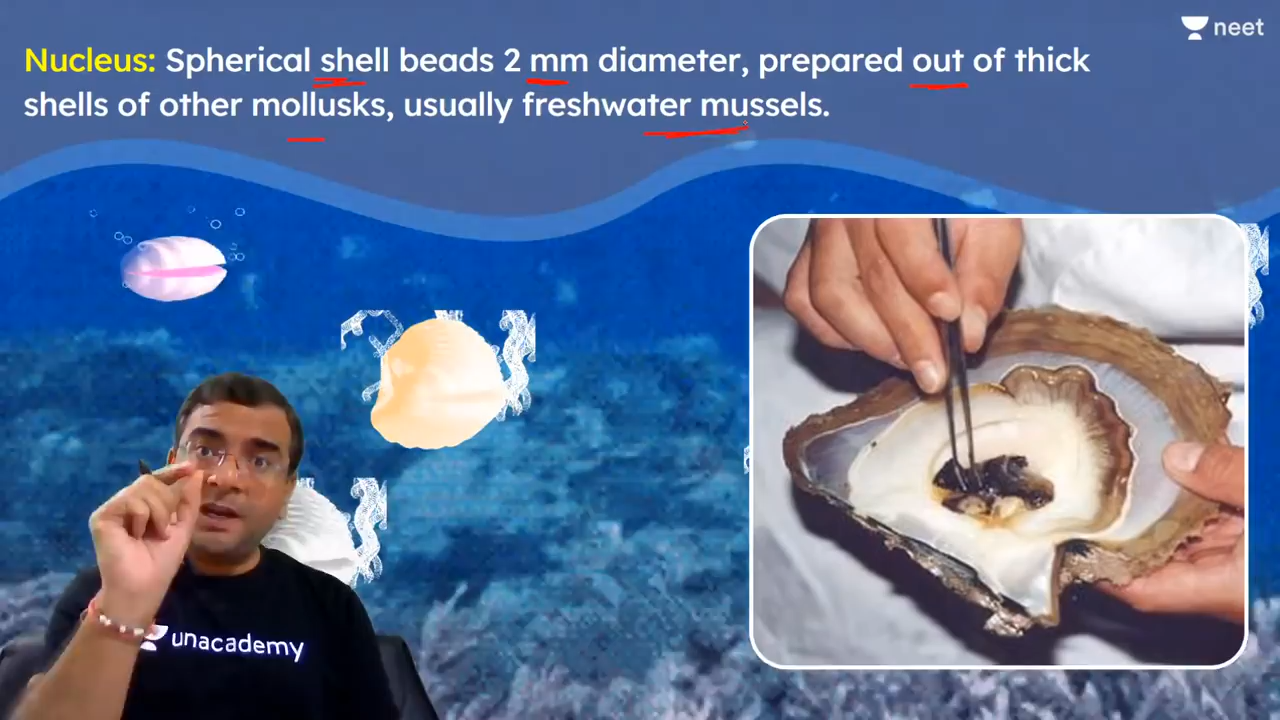 neet
Nucleus: Spherical shell beads 2 mm diameter, prepared out of thick
shells of other mollusks, usually freshwater mussels.
unacademy